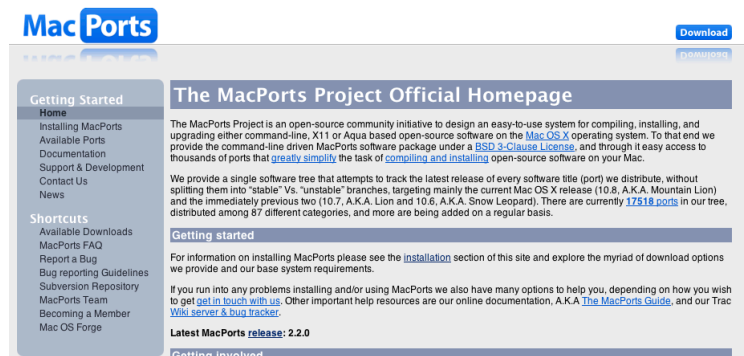 MacPorts
Download
Getting Started
Home
Installing MacPorts
Available Ports
Documentation
Support & Development
Contact Us
News
Shortcuts
Available Downloads
MacPorts FAQ
Report a Bug
Bug reporting Guidelines
Subversion Repository
MacPorts Team
Becoming a Member
Mac OS Forge
The MacPorts Project Official Homepage
The MacPorts Project is an open-source community initiative to design an easy-to-use system for compiling, installing, and
upgrading either command-line, X11 or Aqua based open-source software on the Mac OS X operating system. To that end we
provide the command-line driven MacPorts software package under a BSD 3-Clause License, and through it easy access to
thousands of ports that greatly simplify the task of compiling and installing open-source software on your Mac.
We provide a single software tree that attempts to track the latest release of every software title (port) we distribute, without
splitting them into “stable” Vs. “unstable” branches, targeting mainly the current Mac OS X release (10.8, A.K.A. Mountain Lion)
and the immediately previous two (10.7, A.K.A. Lion and 10.6, A.K.A. Snow Leopard). There are currently 17518 ports in our tree,
distributed among 87 different categories, and more are being added on a regular basis.
Getting started
For information on installing MacPorts please see the installation section of this site and explore the myriad of download options
we provide and our base system requirements.
If you run into any problems installing and/or using MacPorts we also have many options to help you, depending on how you wish
to get get in touch with us. Other important help resources are our online documentation, A.K.A The MacPorts Guide, and our Trac
Wiki server & bug tracker.
Latest MacPorts release: 2.2.0
Getting involved